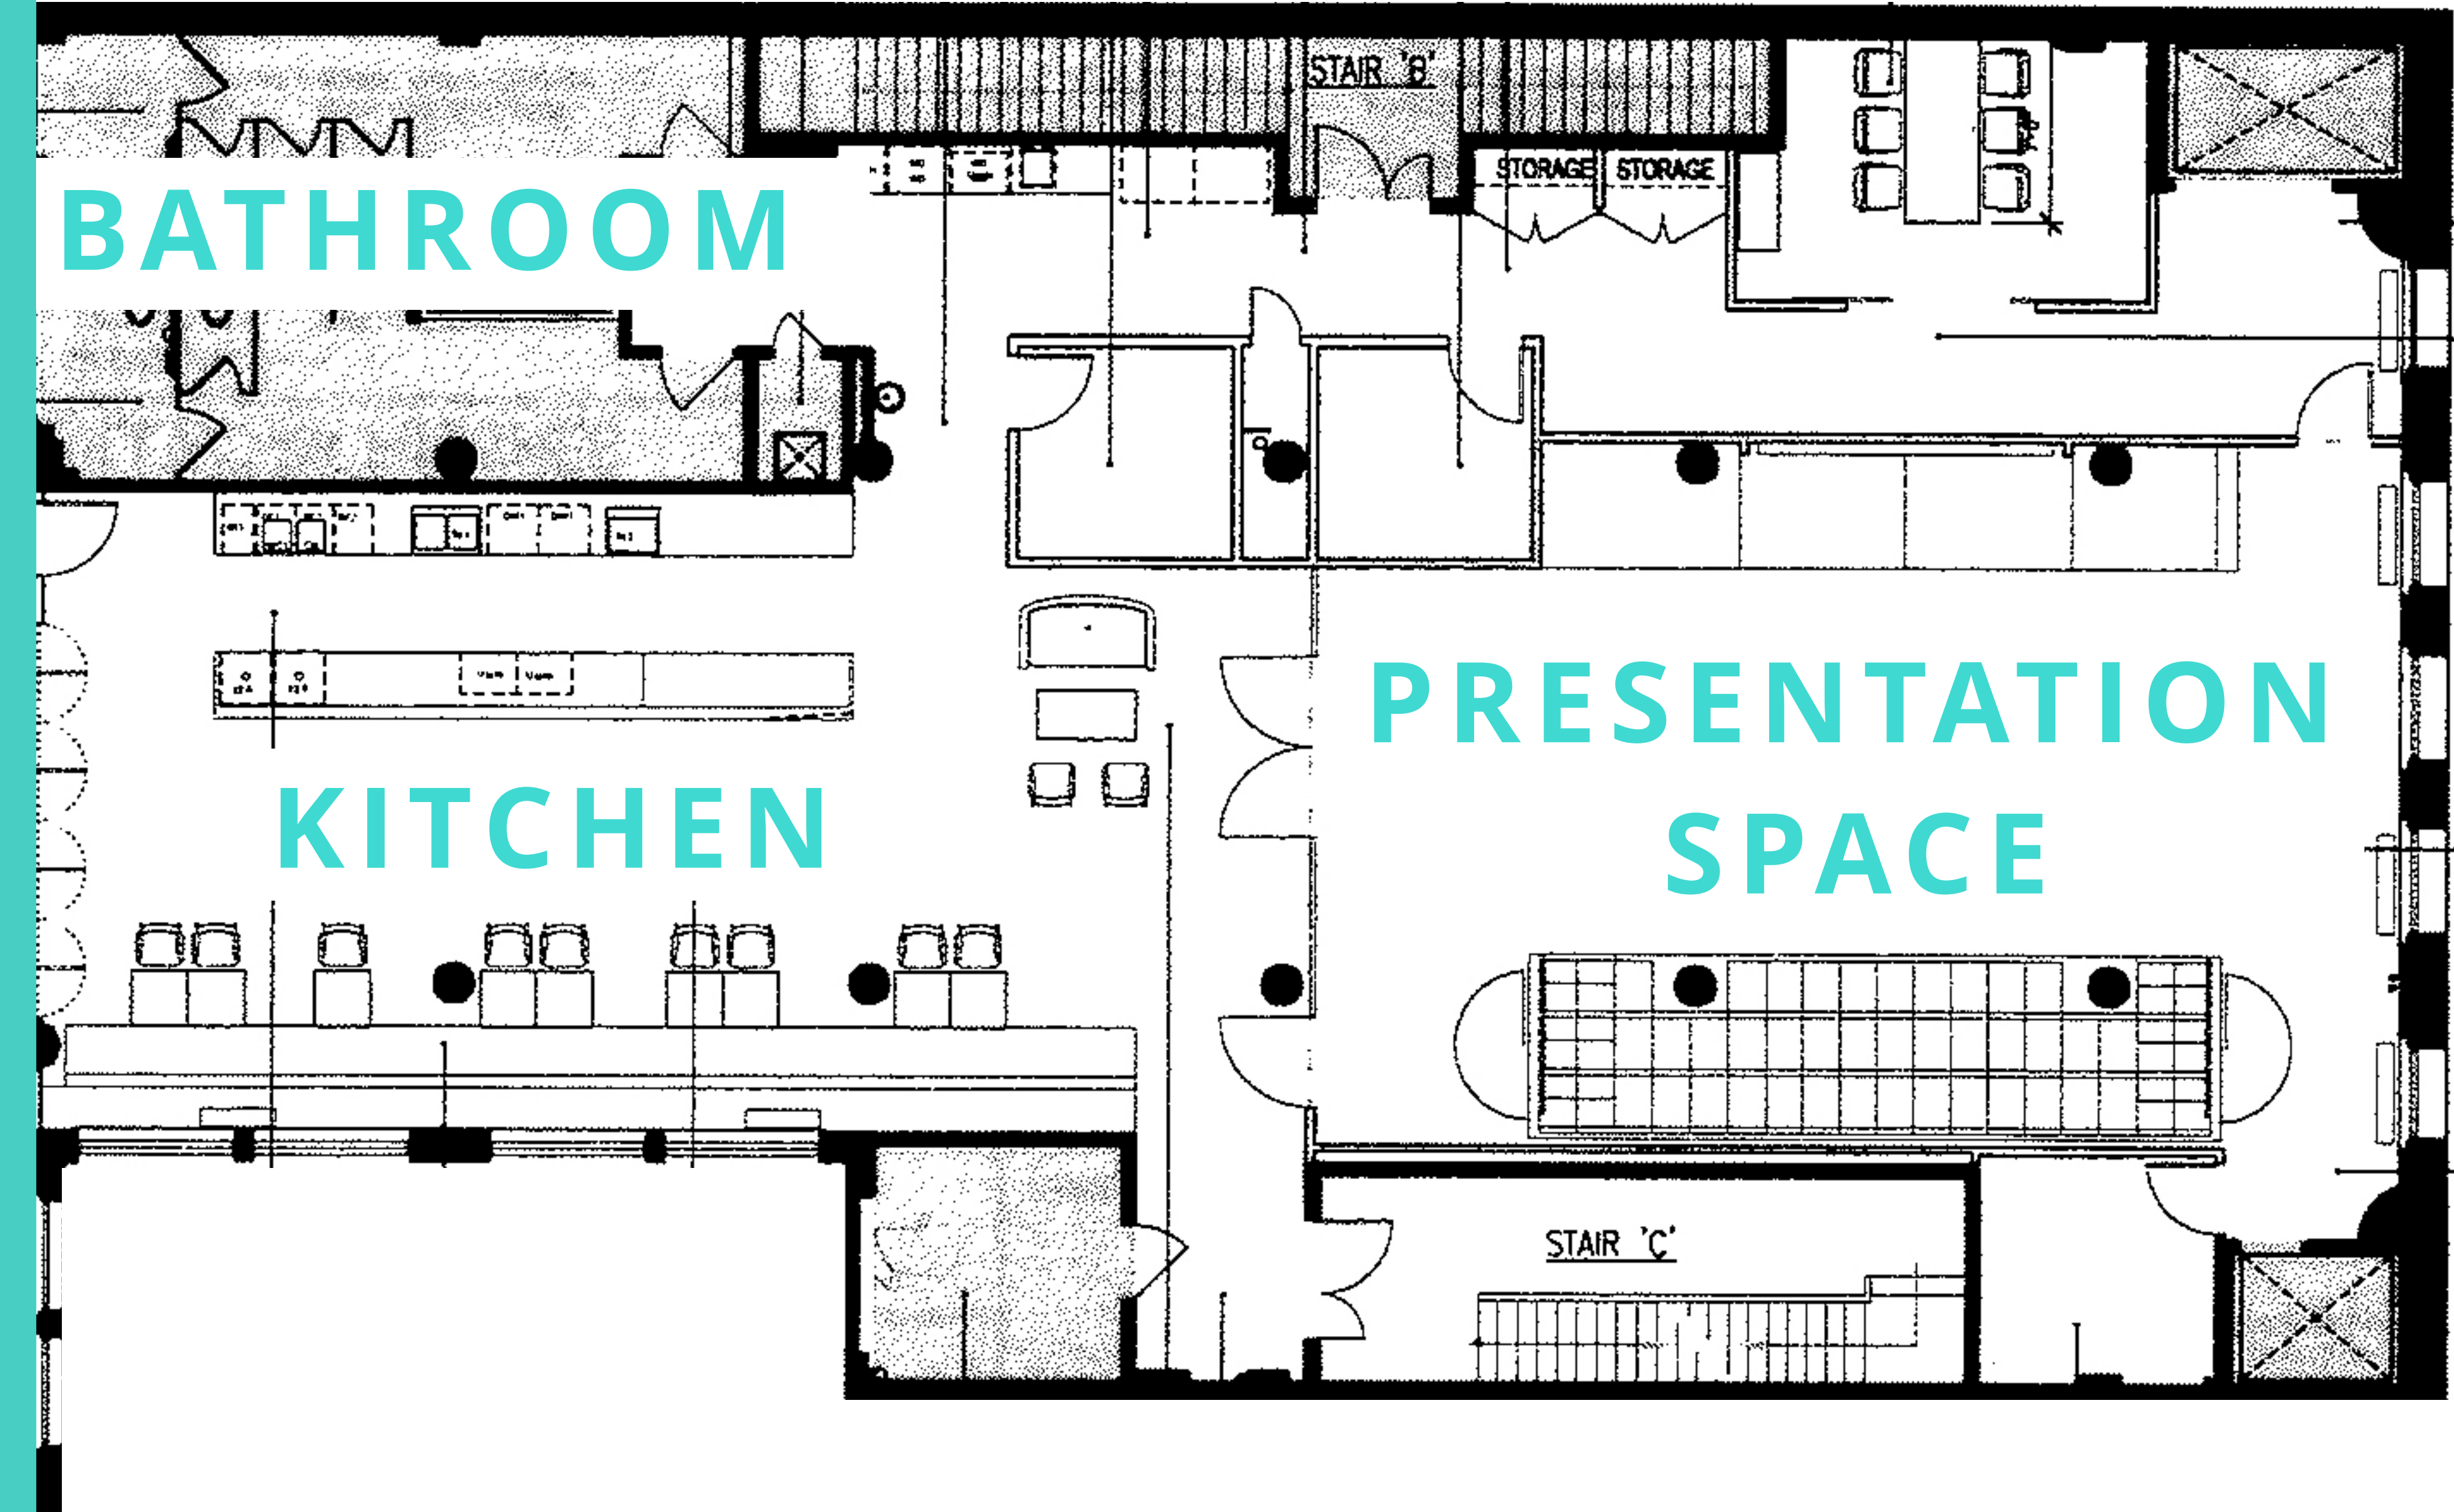 STAIR 'B'
STORAGE STORAGE
BATHROOM
PRESENTATION
SPACE
KITCHEN
STAIR 'C'